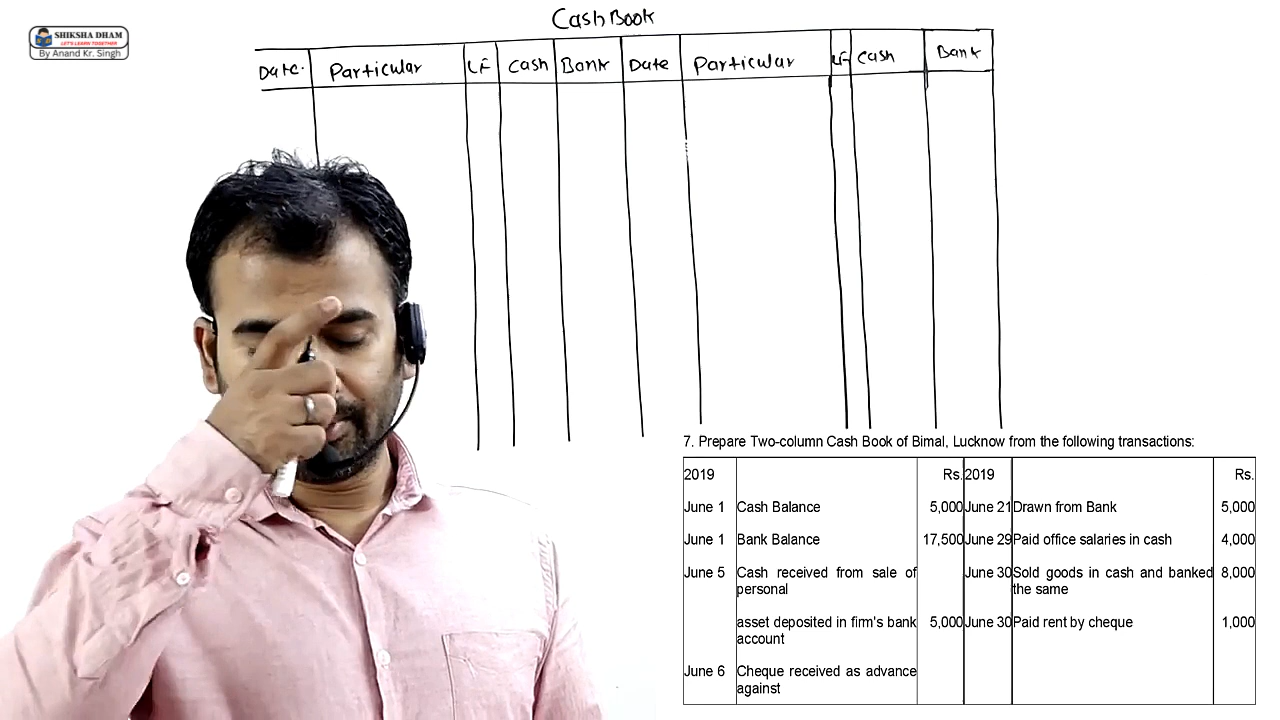 SHIKSHA DHAM
LET'S LEARN TOGETHER
By Anand Kr. Singh
Cash Book
Date. Particular LF Cash Bank Date Particular LF Cash Bank
7. Prepare Two-column Cash Book of Bimal, Lucknow from the following transactions:
2019 Rs. 2019 Rs.
June 1 Cash Balance 5,000 June 21 Drawn from Bank 5,000
June 1 Bank Balance 17,500 June 29 Paid office salaries in cash 4,000
June 5 Cash received from sale of June 30 Sold goods in cash and banked 8,000
personal the same
asset deposited in firm's bank 5,000 June 30 Paid rent by cheque 1,000
account
June 6 Cheque received as advance
against